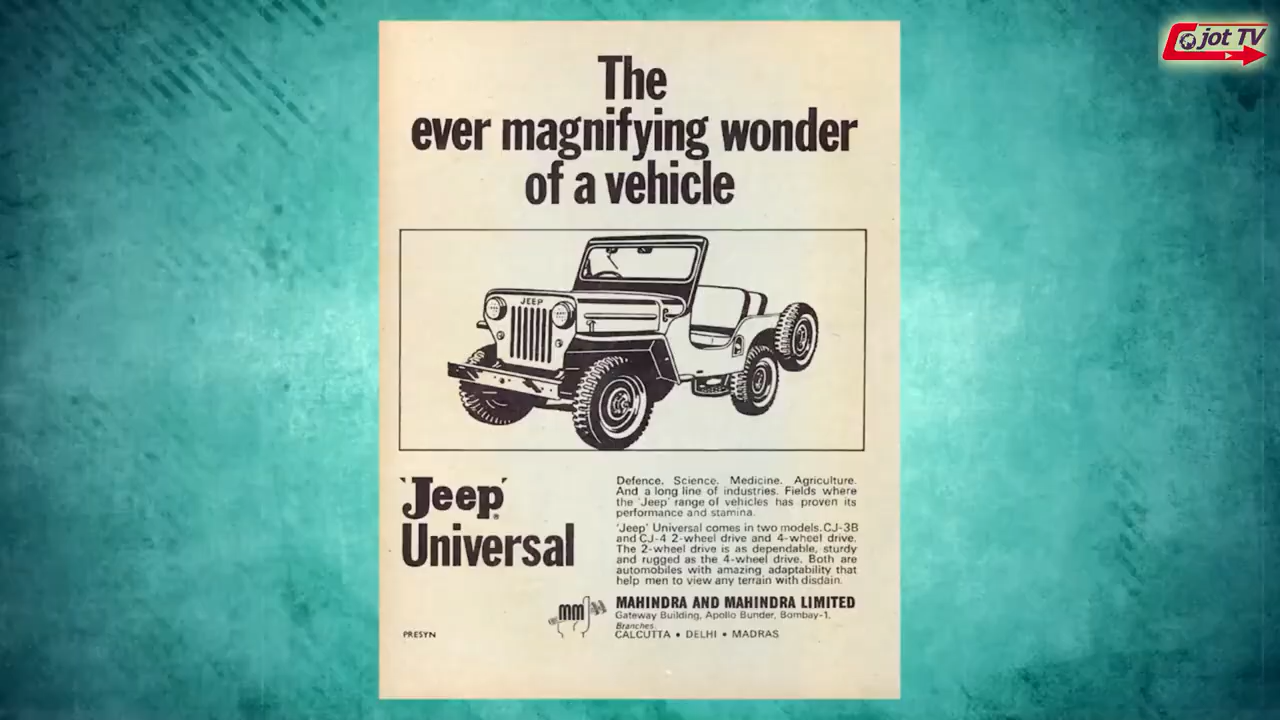 jot TV
The
ever magnifying wonder
of a vehicle
JEEP
'Jeep'
Universal
Defence. Science. Medicine. Agriculture.
And a long line of industries. Fields where
the 'Jeep' range of vehicles has proven its
performance and stamina.
'Jeep' Universal comes in two models. CJ-3B
and CJ-4 2-wheel drive and 4-wheel drive.
The 2-wheel drive is as dependable, sturdy
and rugged as the 4-wheel drive. Both are
automobiles with amazing adaptability that
help men to view any terrain with disdain.
MM
MAHINDRA AND MAHINDRA LIMITED
Gateway Building, Apollo Bunder, Bombay-1.
Branches.
CALCUTTA • DELHI • MADRAS
PRESYN